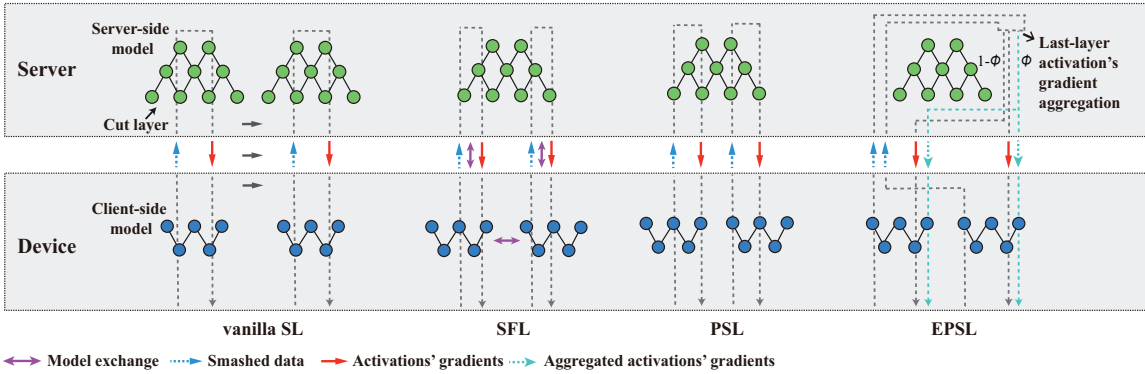 Server
Server-side
model
Cut layer
1-ϕ
ϕ
Last-layer
activation's
gradient
aggregation
Device
Client-side
model
vanilla SL
SFL
PSL
EPSL
Model exchange
Smashed data
Activations' gradients
Aggregated activations' gradients